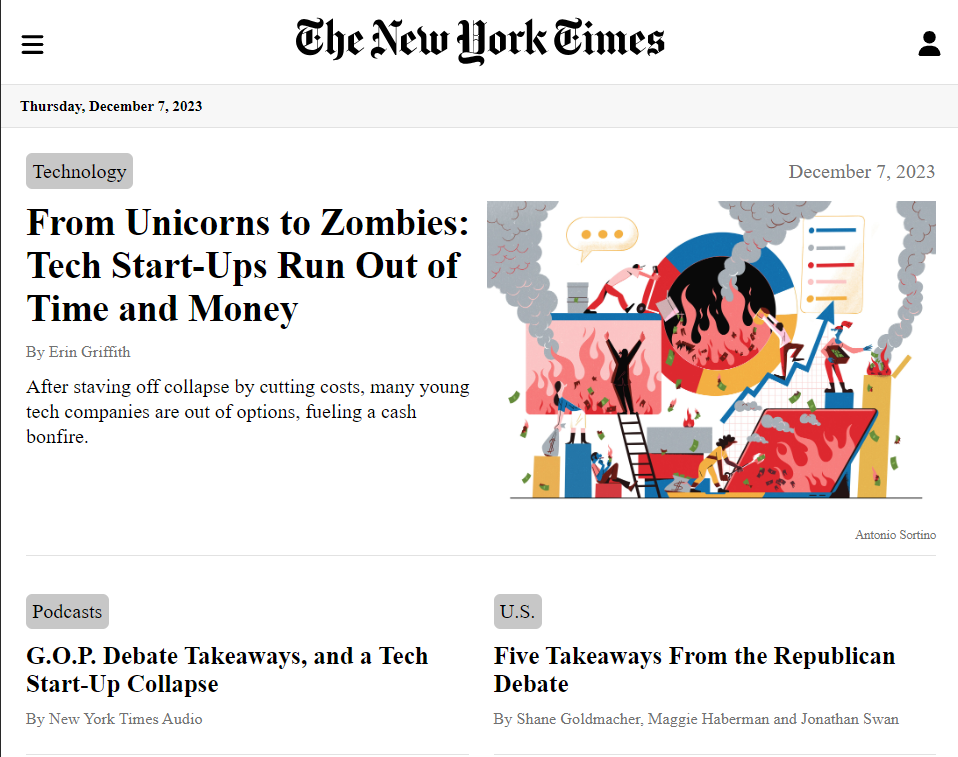 The New York Times
Thursday, December 7, 2023
Technology
December 7, 2023
From Unicorns to Zombies:
Tech Start-Ups Run Out of
Time and Money
By Erin Griffith
After staving off collapse by cutting costs, many young
tech companies are out of options, fueling a cash
bonfire.
Antonio Sortino
Podcasts
G.O.P. Debate Takeaways, and a Tech
Start-Up Collapse
By New York Times Audio
U.S.
Five Takeaways From the Republican
Debate
By Shane Goldmacher, Maggie Haberman and Jonathan Swan